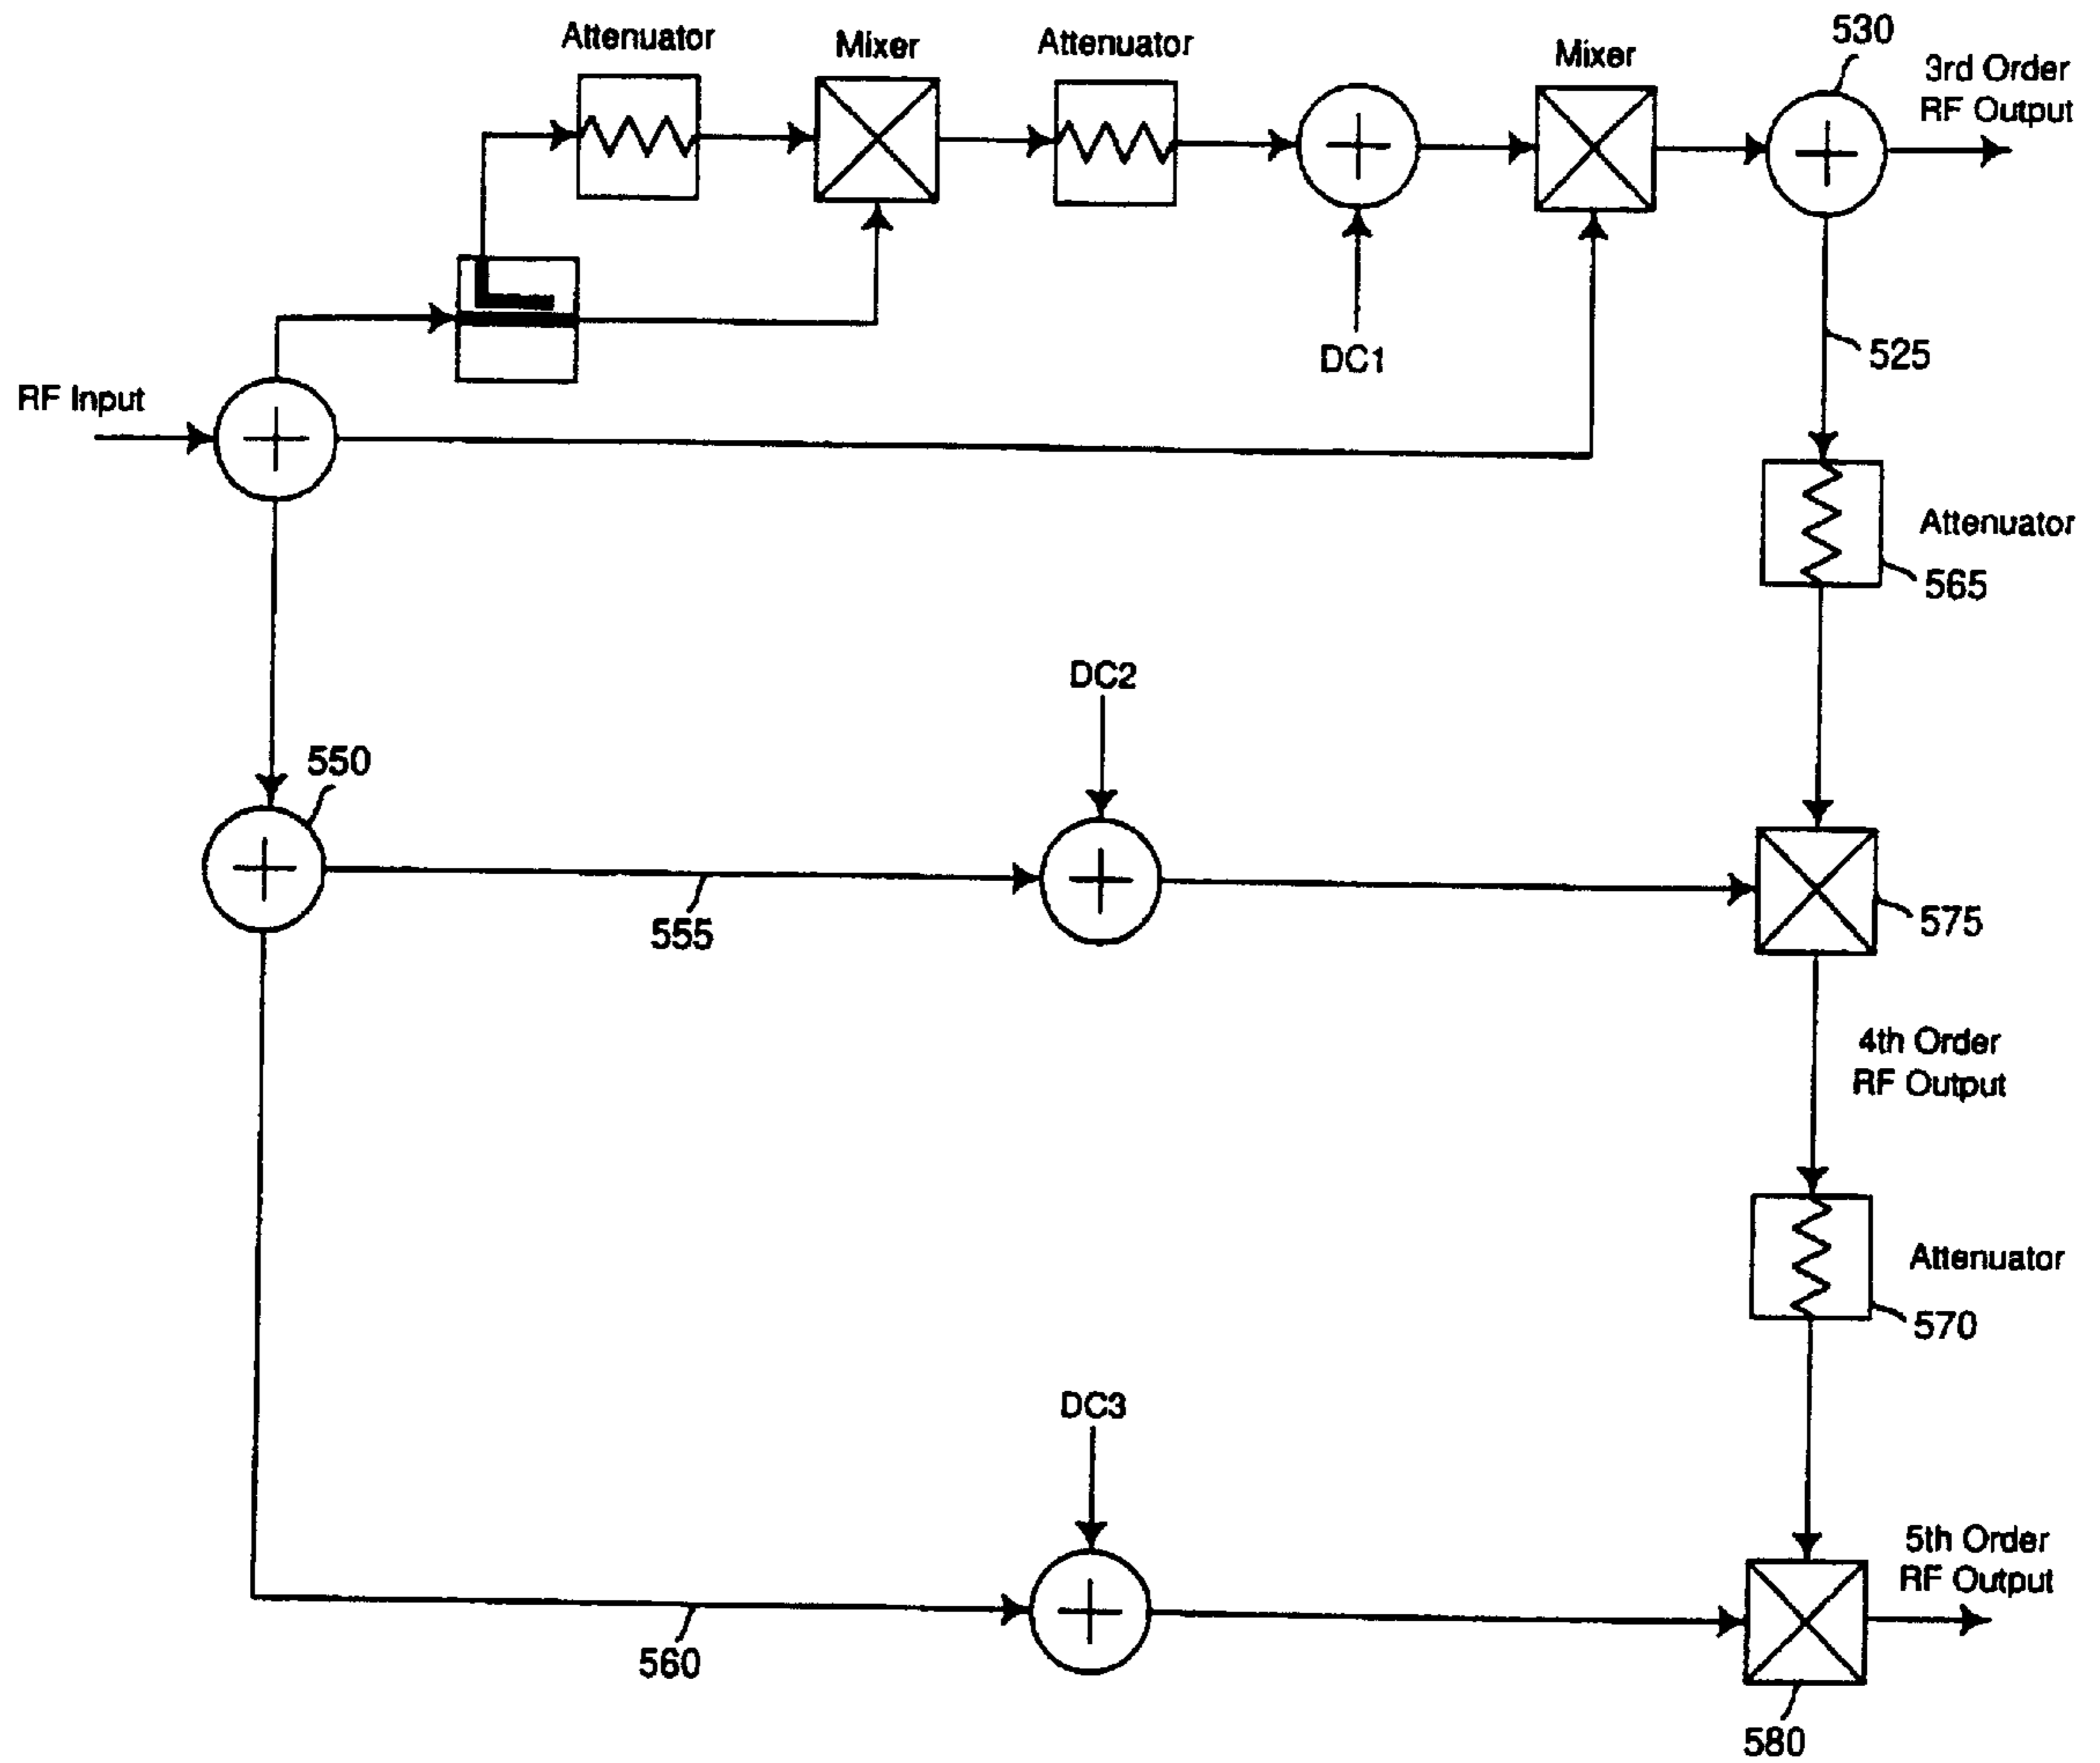 Attenuator
Mixer
Attenuator
Mixer
530
3rd Order
RF Output
DC1
525
RF Input
Attenuator
565
DC2
550
555
575
4th Order
RF Output
Attenuator
570
DC3
5th Order
RF Output
560
580